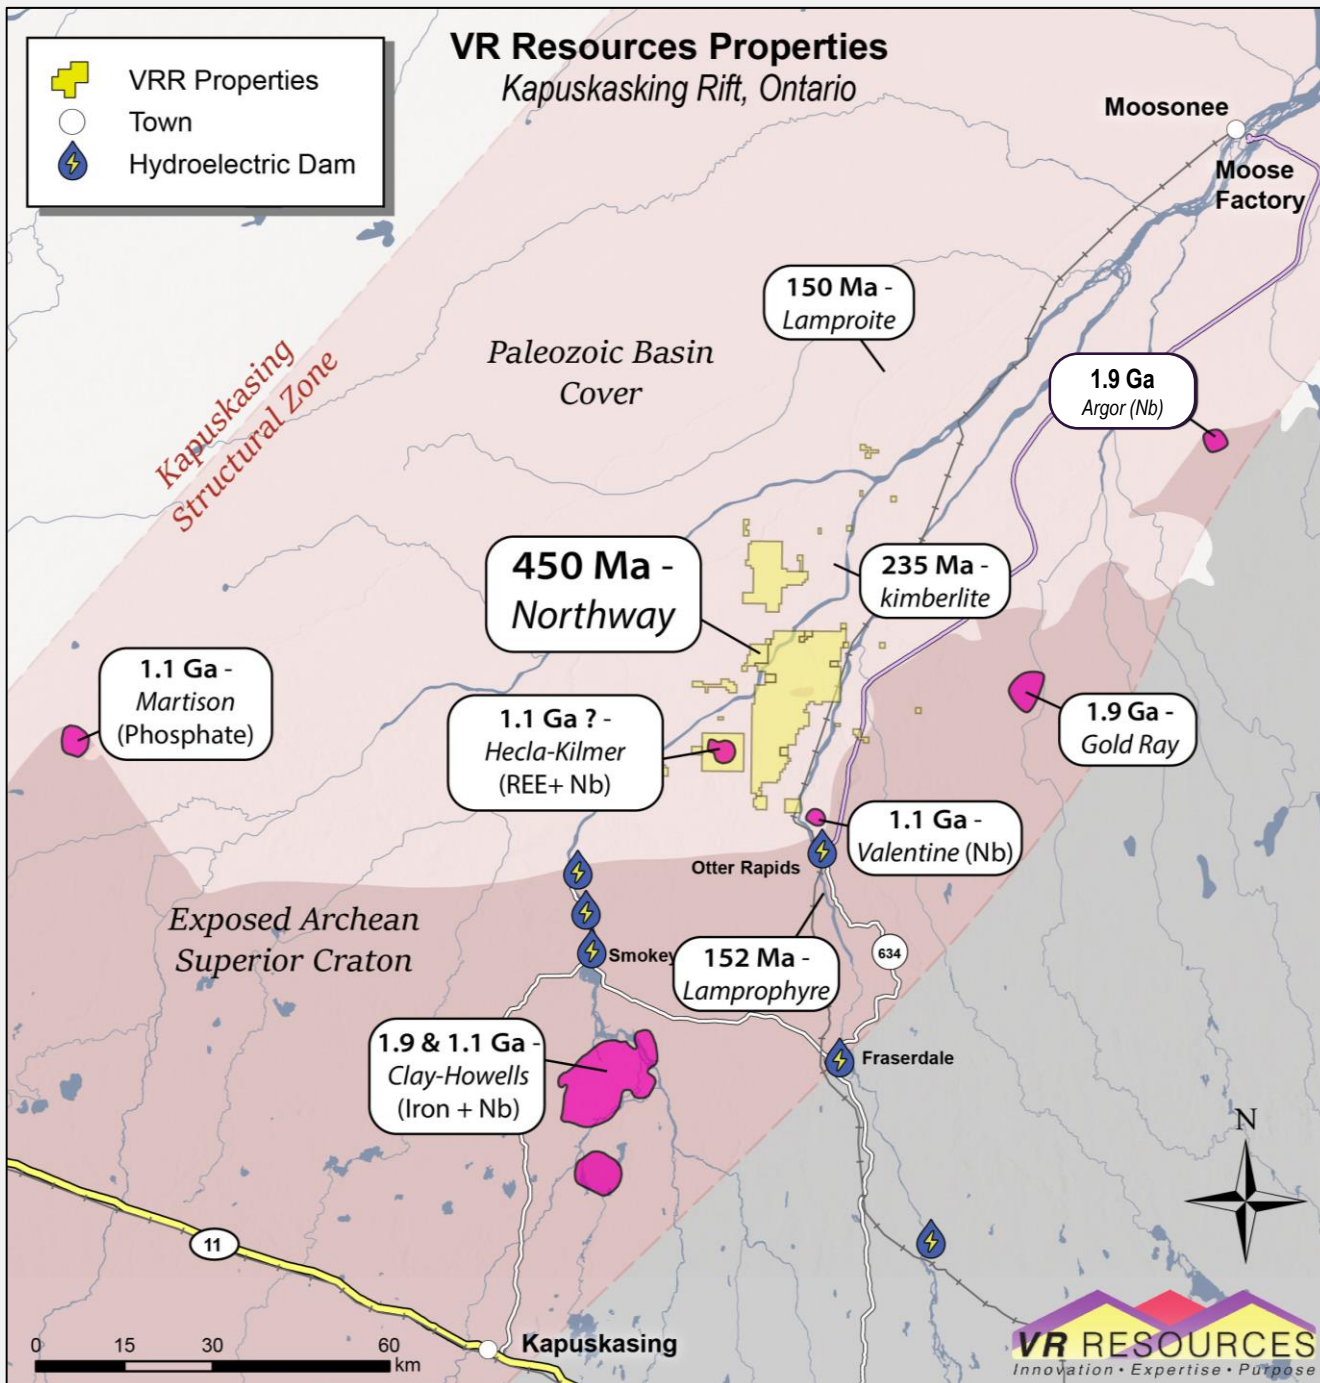 VR Resources Properties
Kapuskasking Rift, Ontario
VRR Properties
Town
Hydroelectric Dam
Moosonee
Moose
Factory
150 Ma -
Lamproite
Paleozoic Basin
Cover
Kapuskasing
Structural Zone
1.9 Ga
Argor (Nb)
450 Ma -
Northway
235 Ma -
kimberlite
1.1 Ga -
Martison
(Phosphate)
1.1 Ga ? -
Hecla-Kilmer
(REE+ Nb)
1.9 Ga -
Gold Ray
1.1 Ga -
Valentine (Nb)
Otter Rapids
Exposed Archean
Superior Craton
Smokey
152 Ma -
Lamprophyre
634
1.9 & 1.1 Ga -
Clay-Howells
(Iron + Nb)
Fraserdale
N
11
Kapuskasing
0 15 30 60
km
VR RESOURCES
Innovation • Expertise • Purpose